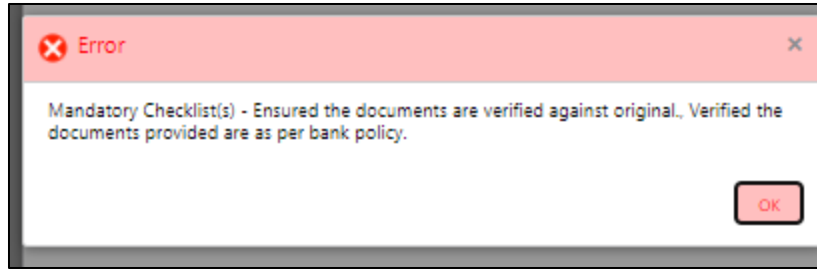 Error
Mandatory Checklist(s) - Ensured the documents are verified against original., Verified the
documents provided are as per bank policy.
OK